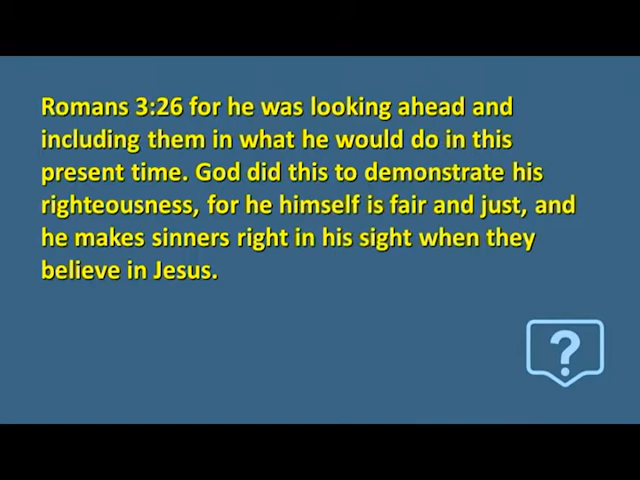 Romans 3:26 for he was looking ahead and
including them in what he would do in this
present time. God did this to demonstrate his
righteousness, for he himself is fair and just, and
he makes sinners right in his sight when they
believe in Jesus.
?